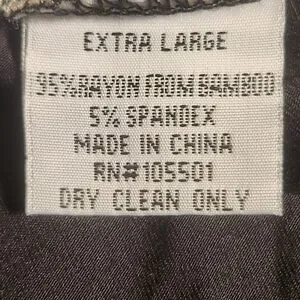 EXTRA LARGE
95%RAYON FROM BAMBOO
5% SPANDEX
MADE IN CHINA
RN#105501
DRY CLEAN ONLY